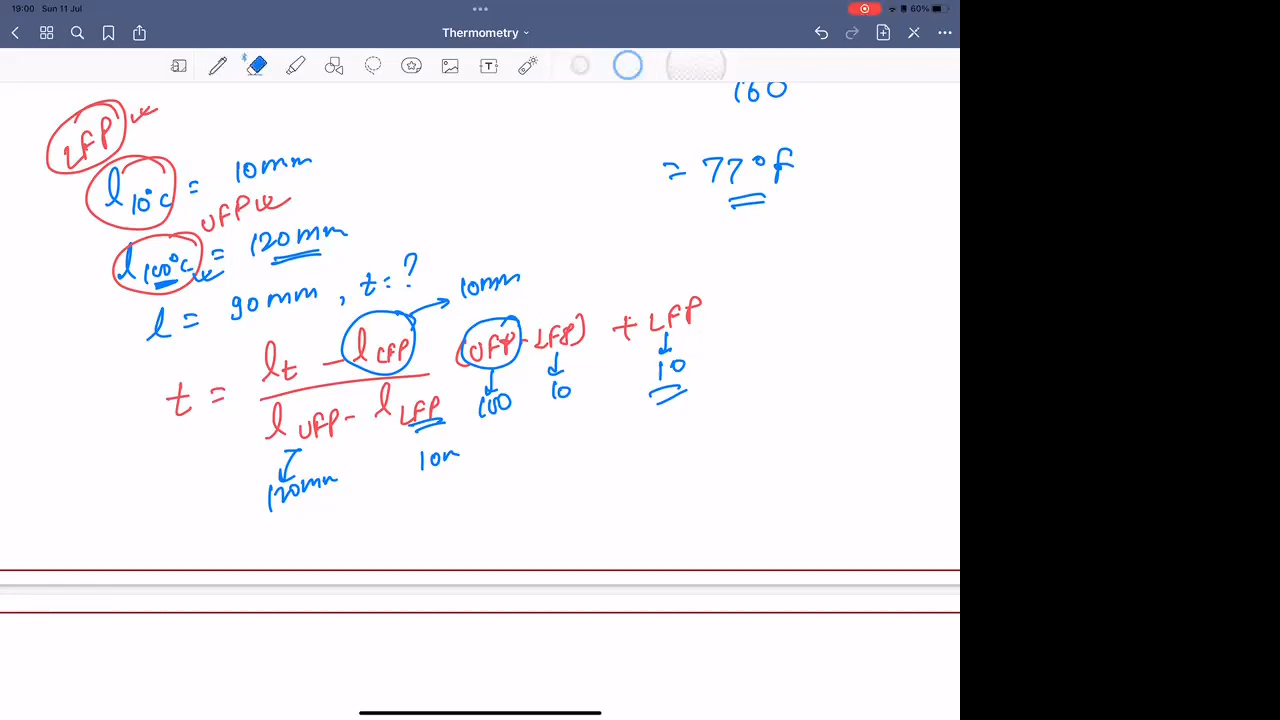 19:00 Sun 11 Jul
60%
Thermometry
160
= 77°f
LFP
l10°C = 10mm
UFP
l100°C = 120mm
l = 90mm, t = ?
10mm
t = lt - lLFP / lUFP - lLFP (UFP - LFP) + LFP
100
10
10
120mm
10m